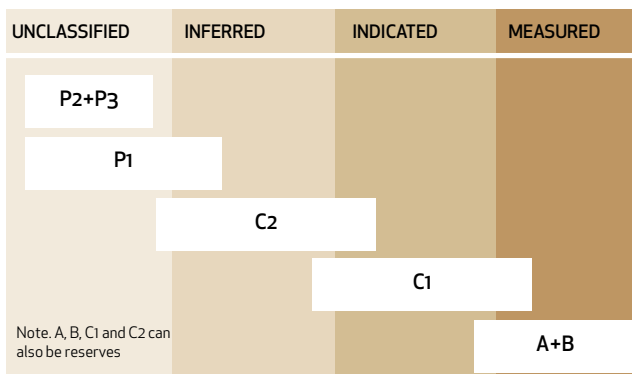 UNCLASSIFIED INFERRED INDICATED MEASURED
P2+P3
P1
C2
C1
Note. A, B, C1 and C2 can
also be reserves
A+B